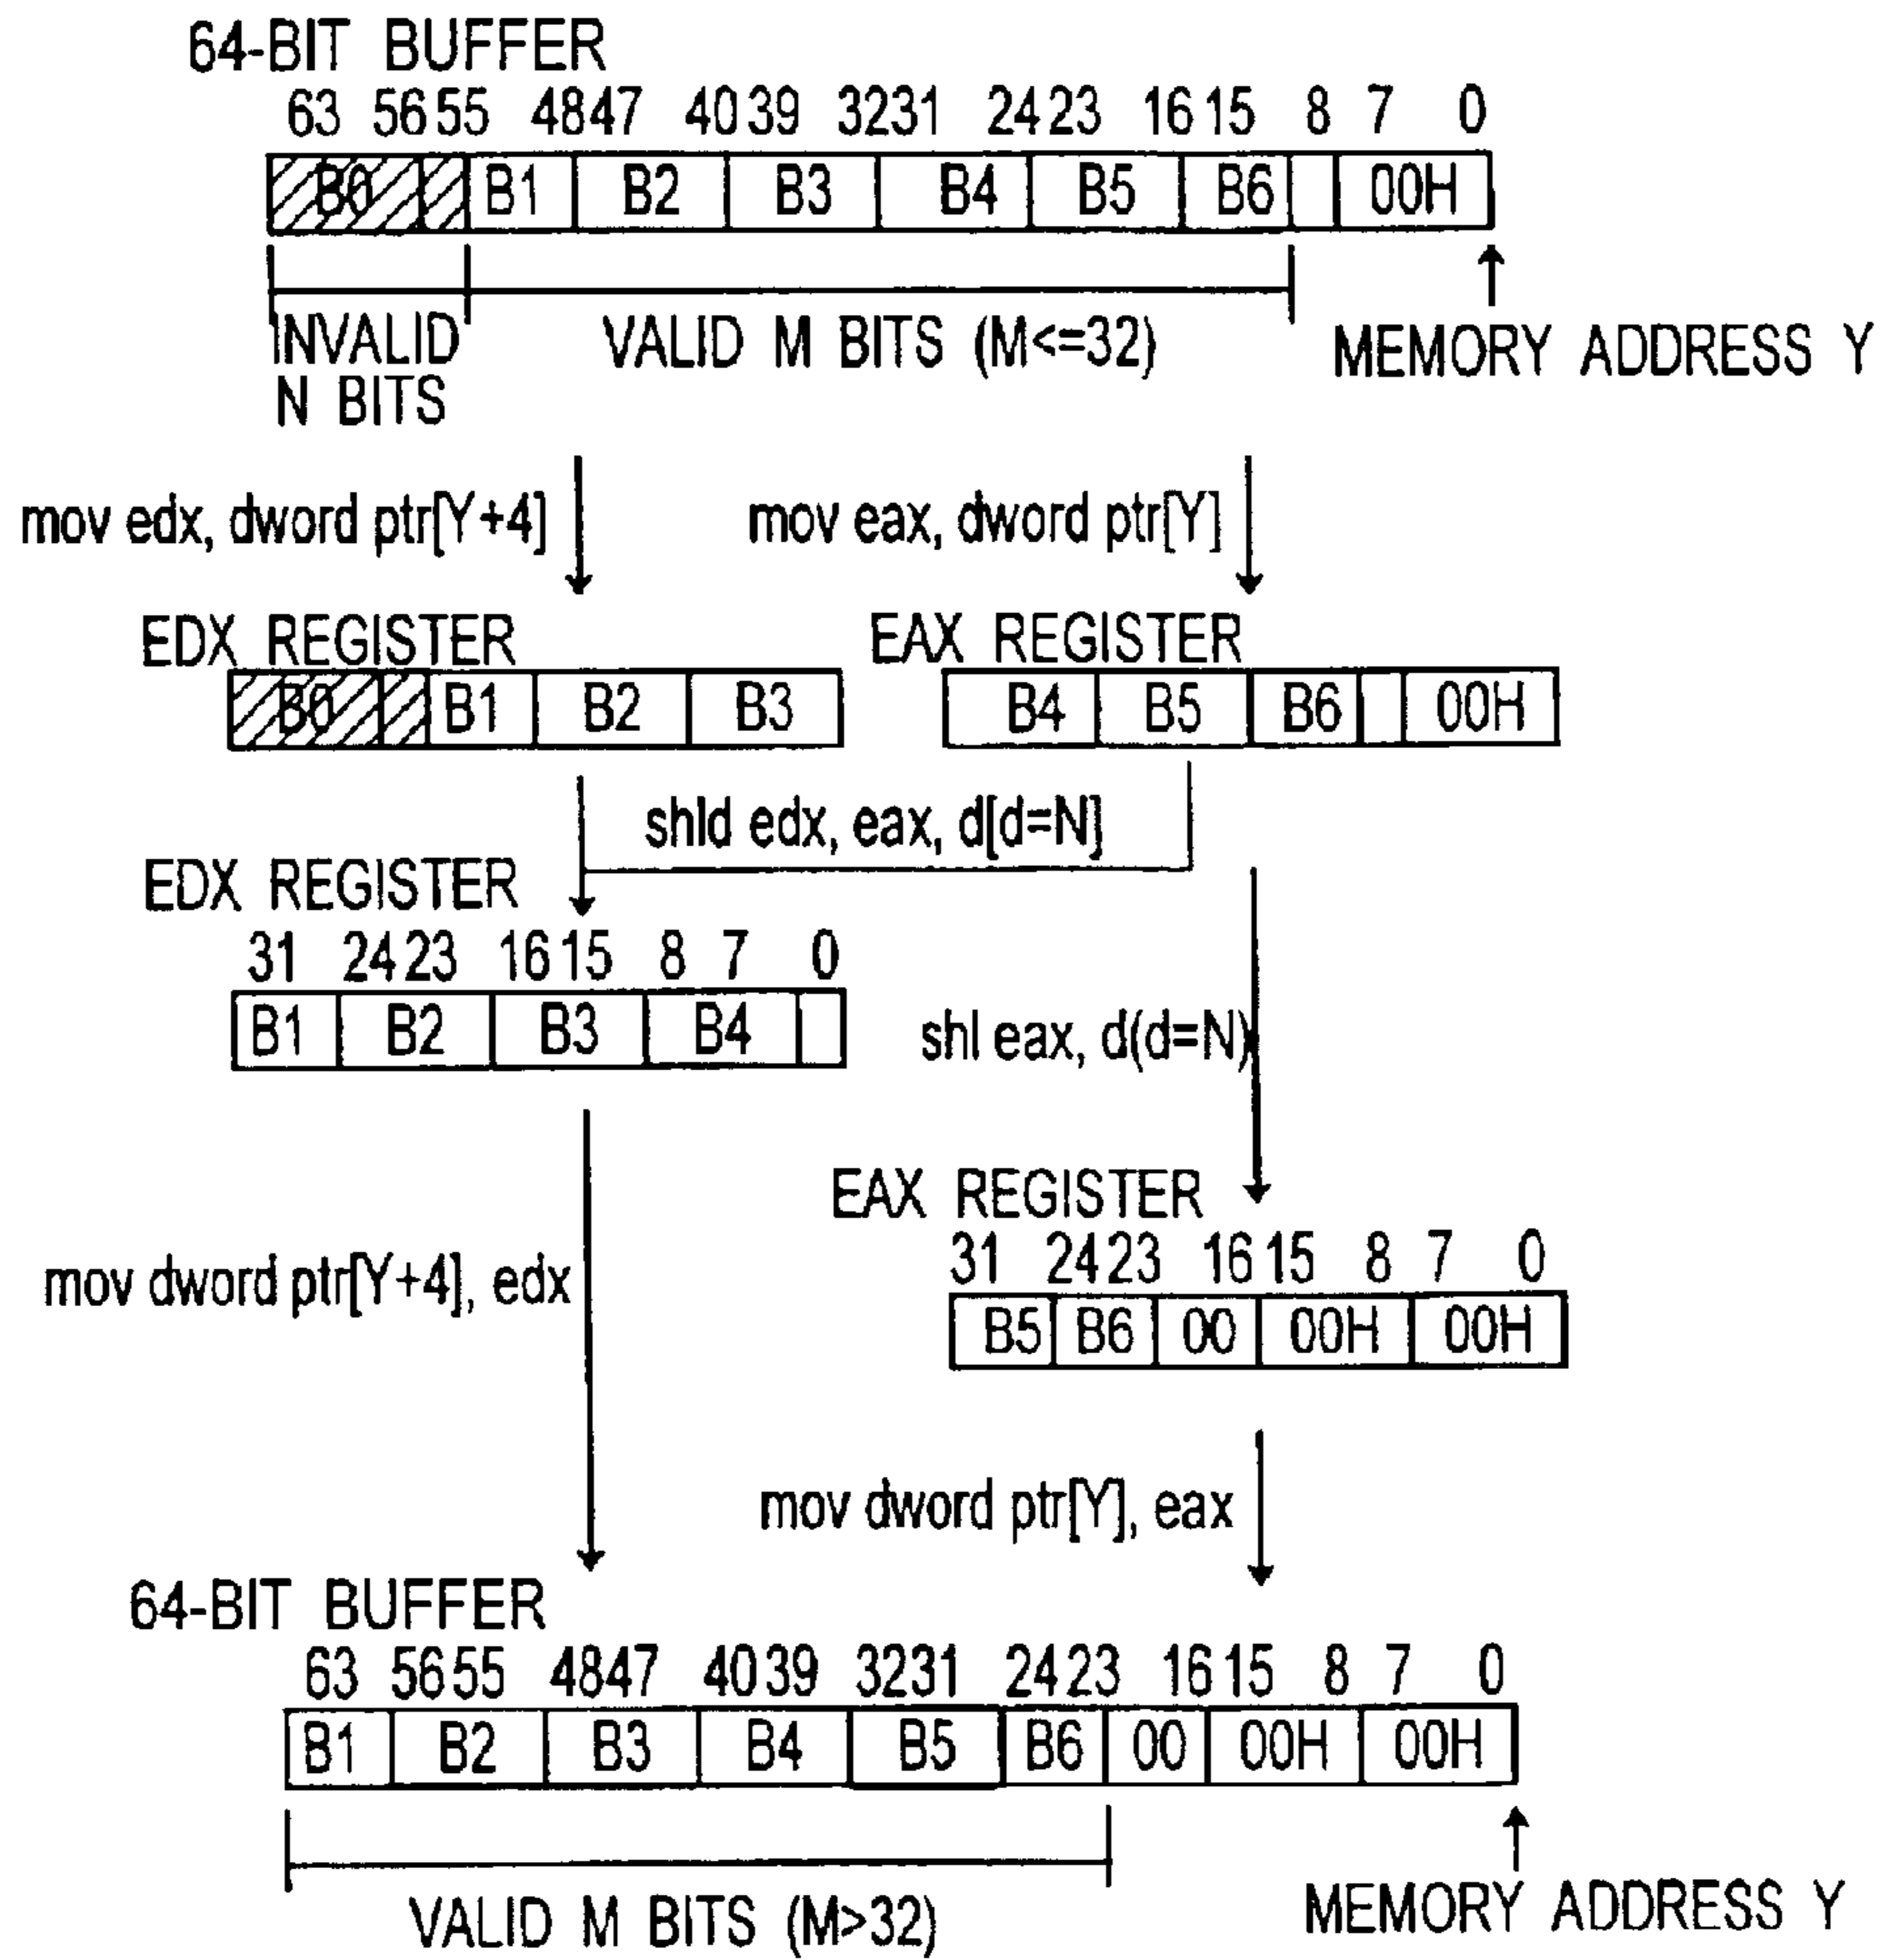 64-BIT BUFFER
63 56 55 48 47 40 39 32 31 24 23 16 15 8 7 0
B0 B1 B2 B3 B4 B5 B6 00H
INVALID N BITS
VALID M BITS (M<=32)
MEMORY ADDRESS Y
mov edx, dword ptr[Y+4]
mov eax, dword ptr[Y]
EDX REGISTER
EAX REGISTER
B0 B1 B2 B3
B4 B5 B6 00H
shld edx, eax, d[d=N]
EDX REGISTER
31 24 23 16 15 8 7 0
B1 B2 B3 B4
shl eax, d(d=N)
EAX REGISTER
31 24 23 16 15 8 7 0
B5 B6 00 00H 00H
mov dword ptr[Y+4], edx
mov dword ptr[Y], eax
64-BIT BUFFER
63 56 55 48 47 40 39 32 31 24 23 16 15 8 7 0
B1 B2 B3 B4 B5 B6 00 00H 00H
VALID M BITS (M>32)
MEMORY ADDRESS Y